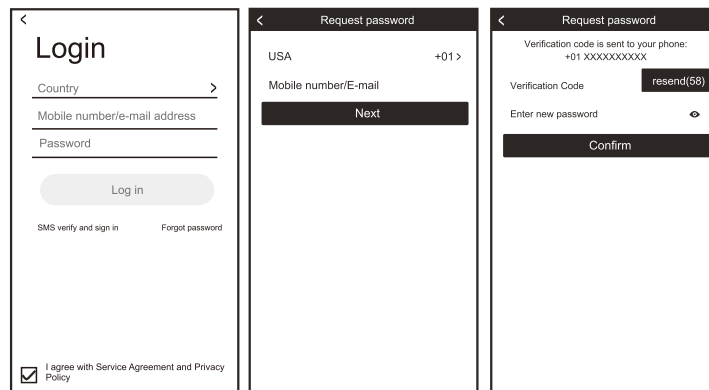 Login
Country
Mobile number/e-mail address
Password
Log in
SMS verify and sign in
Forgot password
I agree with Service Agreement and Privacy
Policy
Request password
USA
+01
Mobile number/E-mail
Next
Request password
Verification code is sent to your phone:
+01 XXXXXXXXXX
Verification Code
resend(58)
Enter new password
Confirm